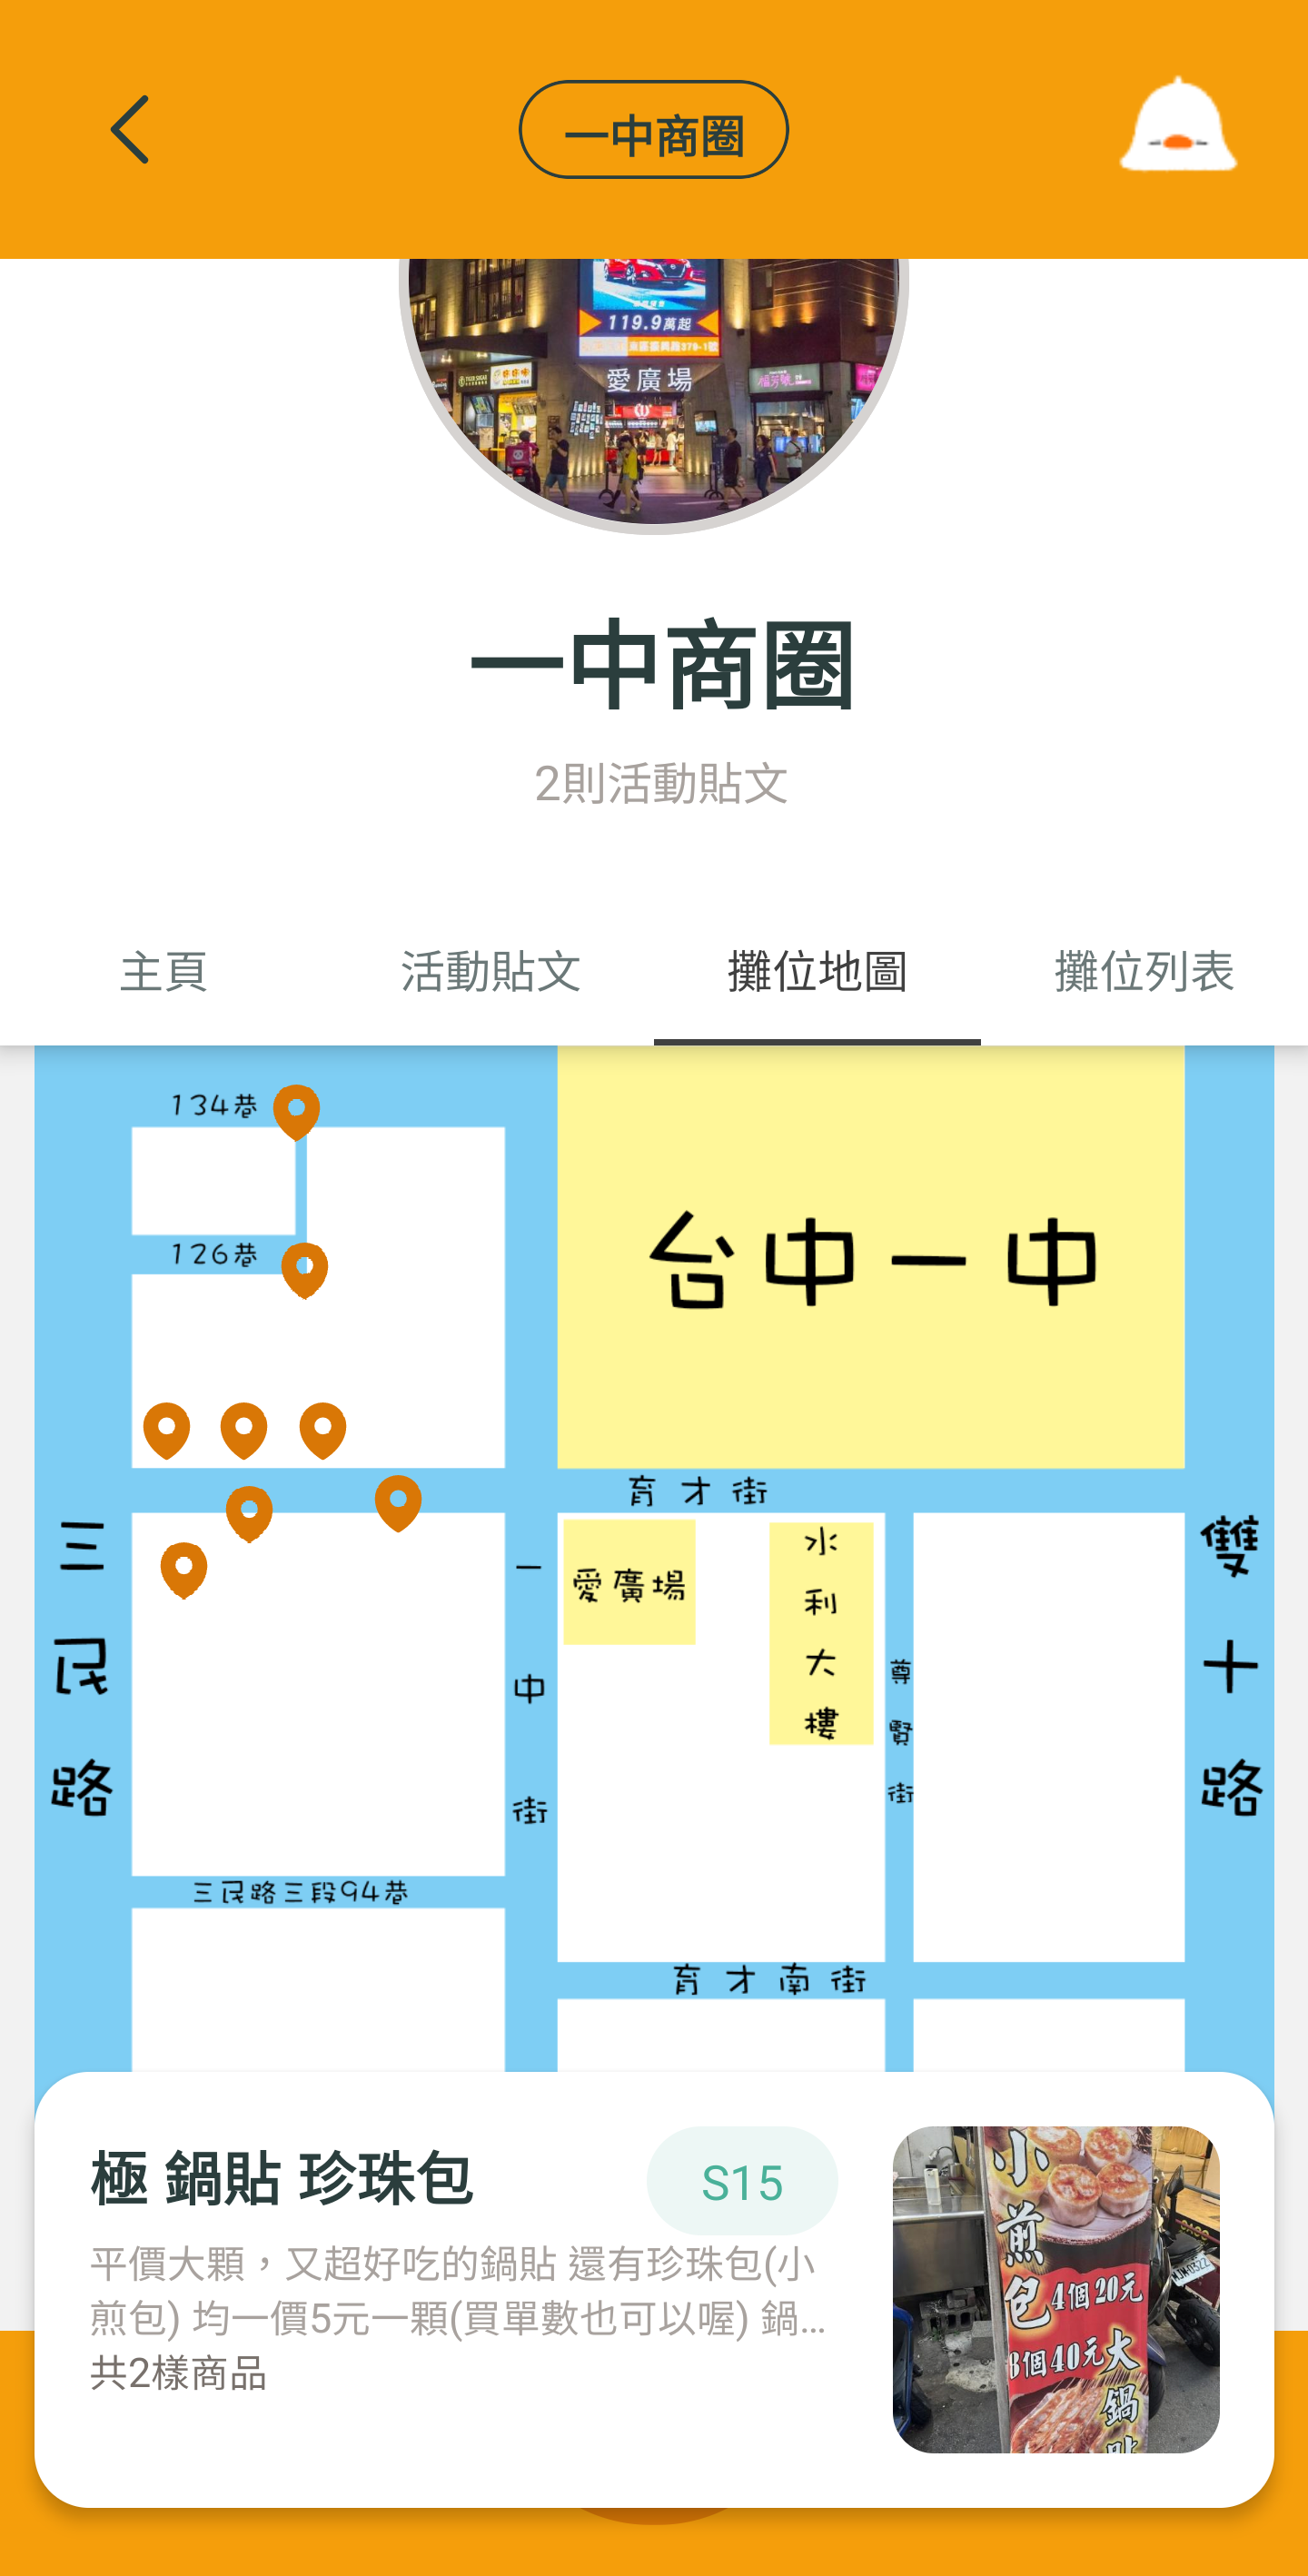 一中商圈
119.9萬起
愛廣場
一中商圈
2則活動貼文
主頁
活動貼文
攤位地圖
攤位列表
134巷
台中一中
126巷
育才街
愛廣場
水利大樓
三民路
一中街
尊賢街
雙十路
三民路三段94巷
育才南街
極 鍋貼 珍珠包
S15
平價大顆，又超好吃的鍋貼 還有珍珠包(小
煎包) 均一價5元一顆(買單數也可以喔) 鍋...
共2樣商品
小煎包
4個20元
8個40元
大鍋貼